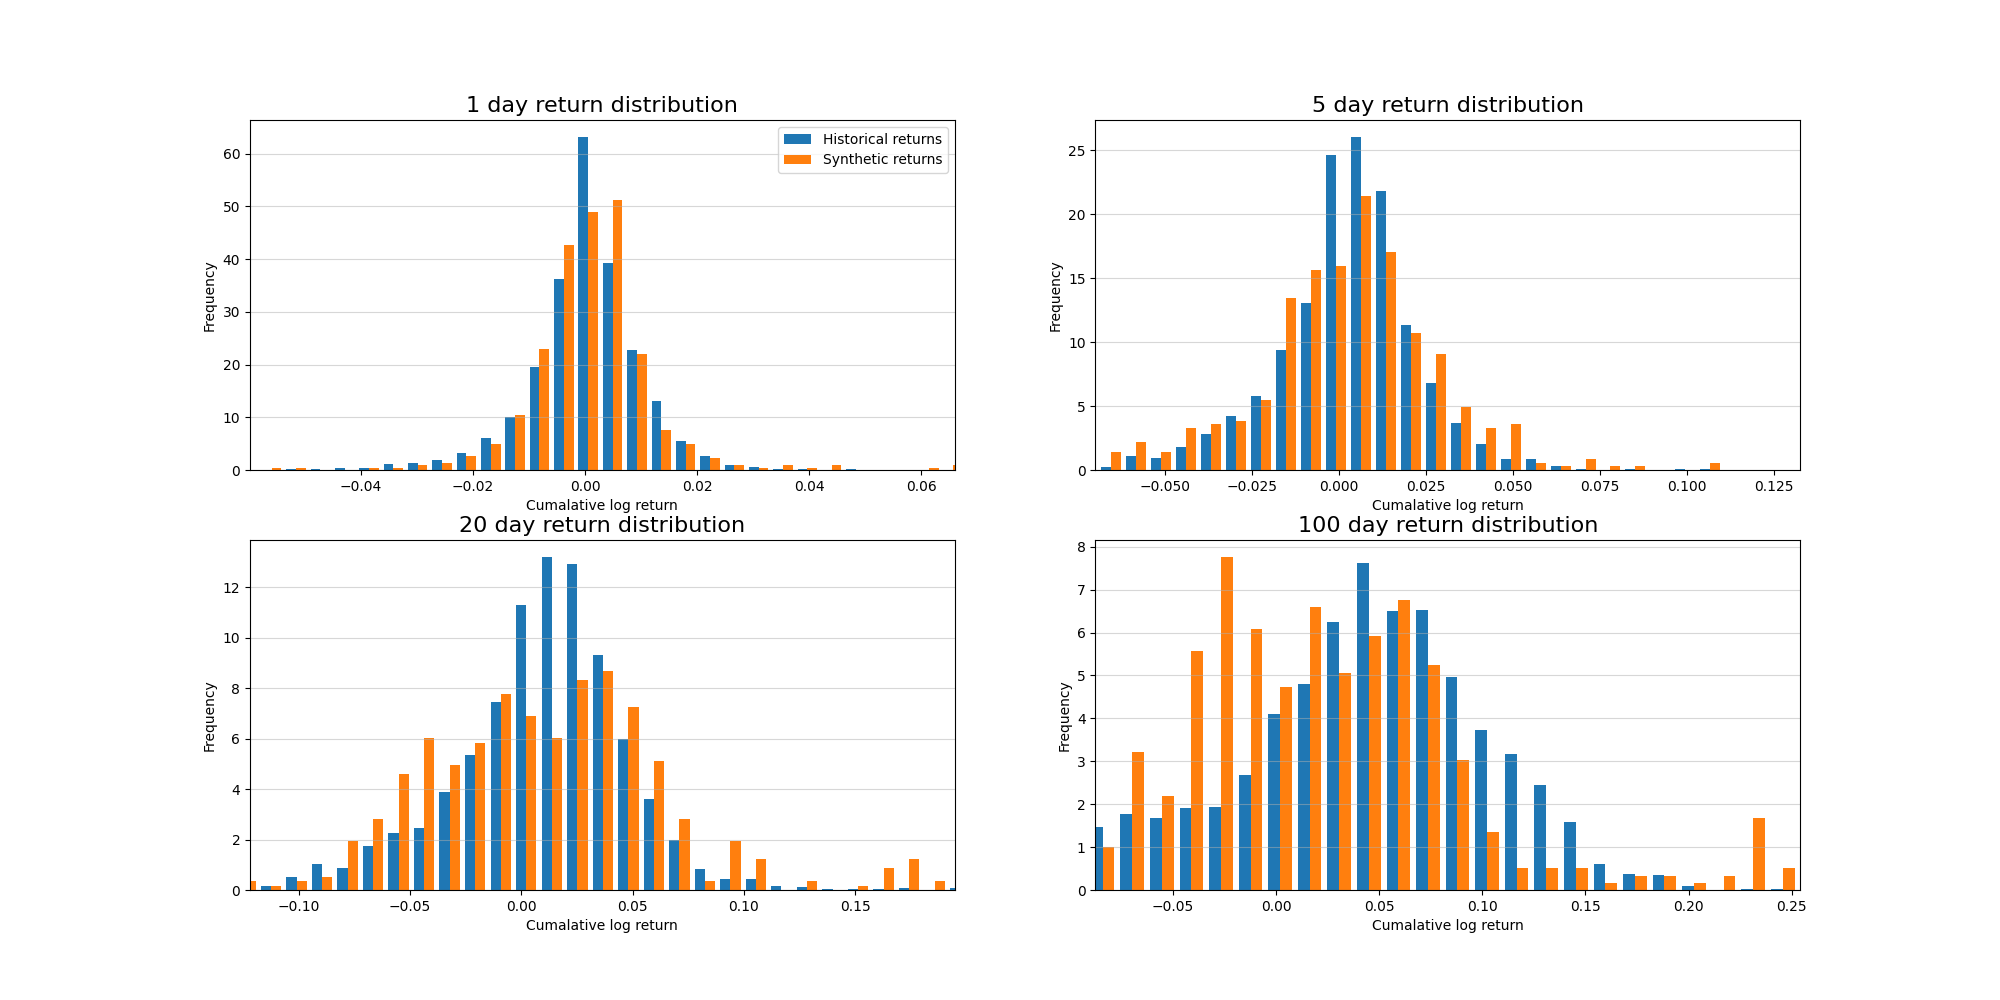 1 day return distribution
60
50
40
30
20
10
0
Frequency
Historical returns
Synthetic returns
−0.04 −0.02 0.00 0.02 0.04 0.06
Cumalative log return
5 day return distribution
25
20
15
10
5
0
Frequency
−0.050 −0.025 0.000 0.025 0.050 0.075 0.100 0.125
Cumalative log return
20 day return distribution
12
10
8
6
4
2
0
Frequency
−0.10 −0.05 0.00 0.05 0.10 0.15
Cumalative log return
100 day return distribution
8
7
6
5
4
3
2
1
0
Frequency
−0.05 0.00 0.05 0.10 0.15 0.20 0.25
Cumalative log return